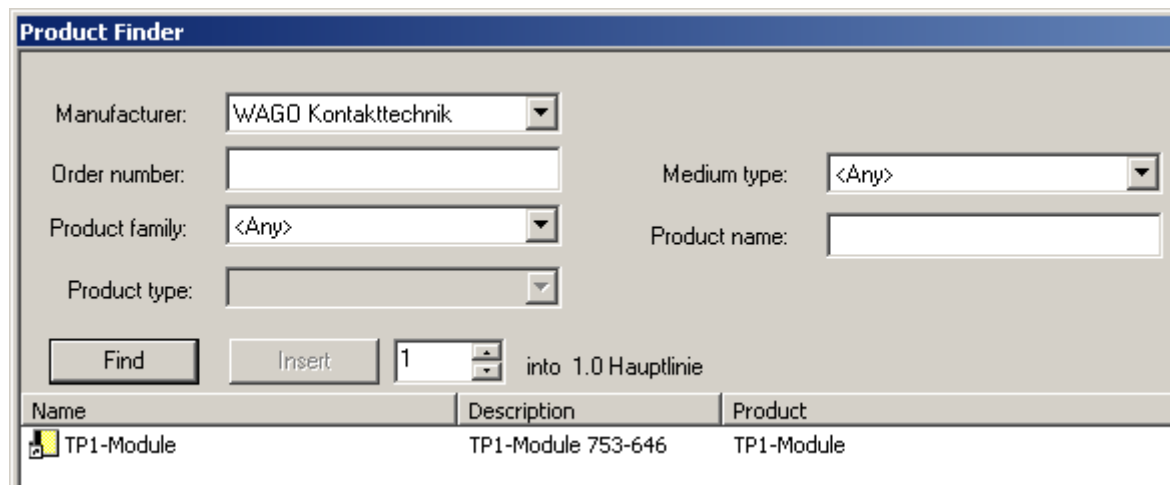 Product Finder
Manufacturer: WAGO Kontakttechnik
Order number: Medium type: <Any>
Product family: <Any> Product name:
Product type:
Find Insert 1 into 1.0 Hauptlinie
Name Description Product
TP1-Module TP1-Module 753-646 TP1-Module